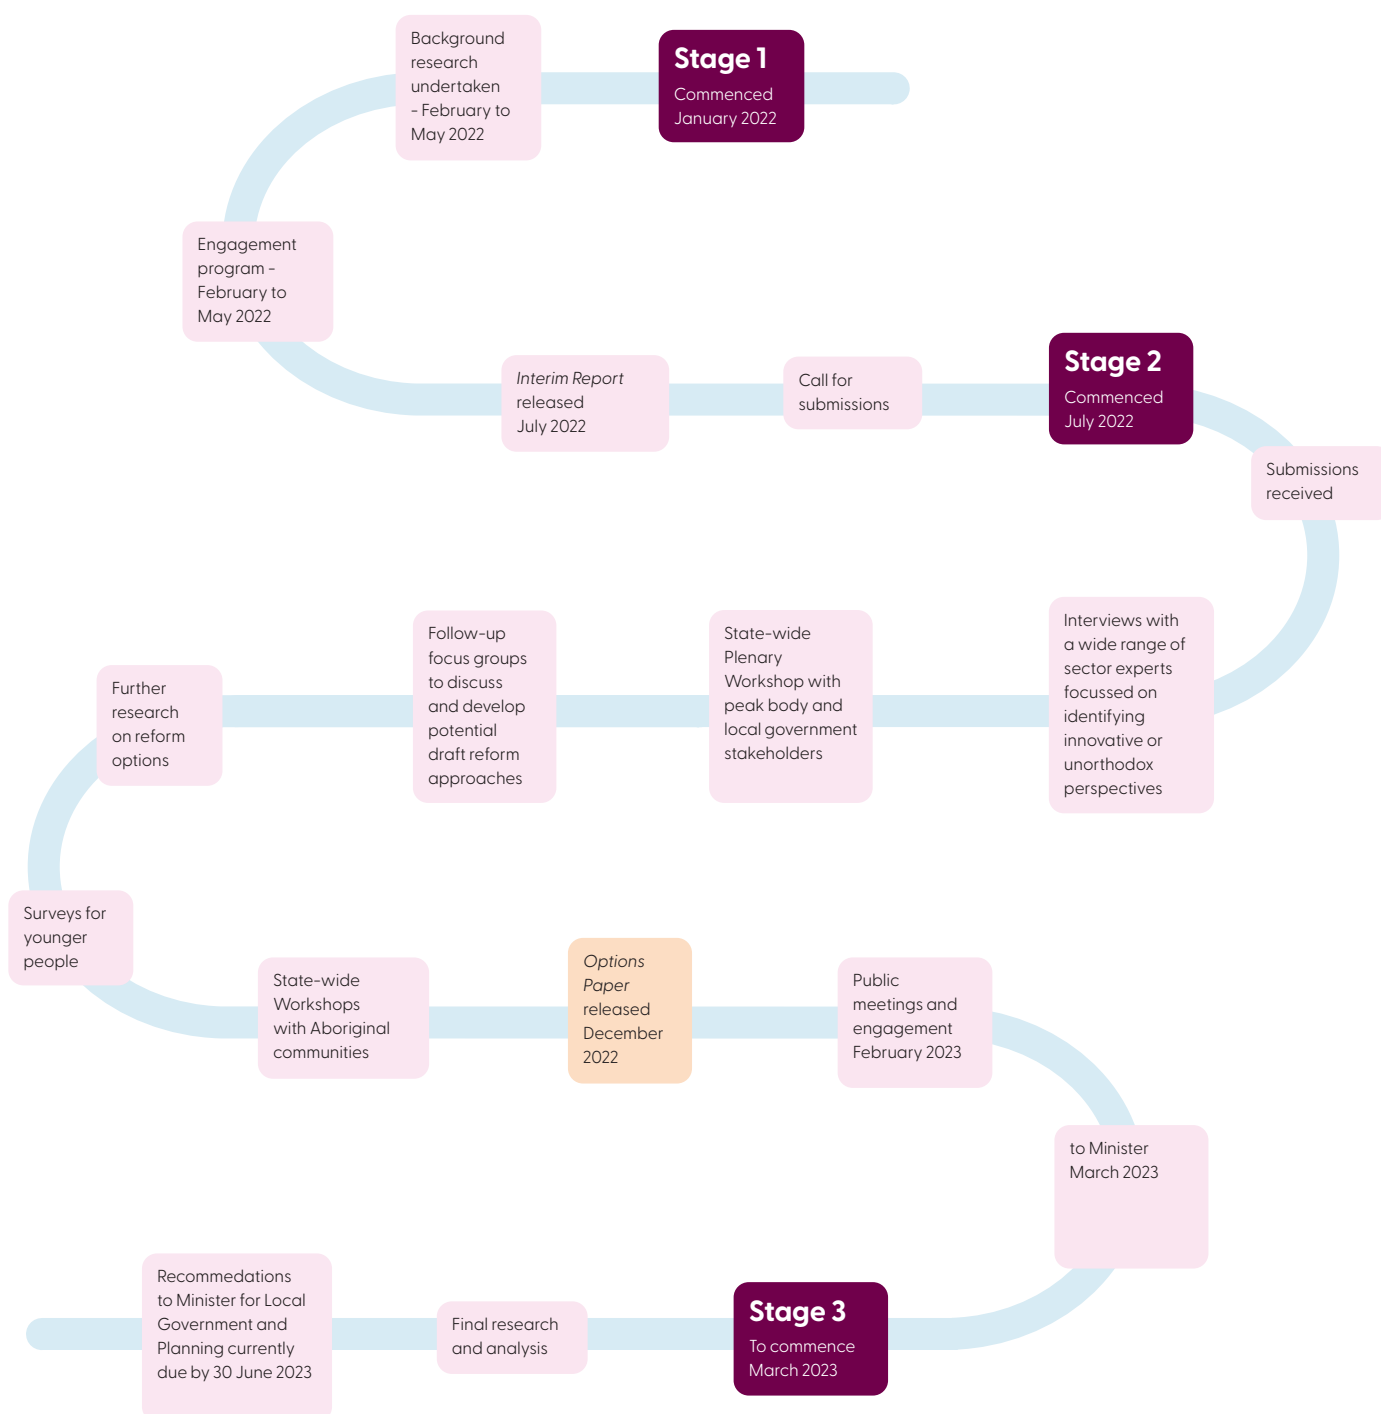 Stage 1
Commenced
January 2022
Background
research
undertaken
- February to
May 2022
Engagement
program -
February to
May 2022
Interim Report
released
July 2022
Call for
submissions
Stage 2
Commenced
July 2022
Submissions
received
Interviews with
a wide range of
sector experts
focussed on
identifying
innovative or
unorthodox
perspectives
State-wide
Plenary
Workshop with
peak body and
local government
stakeholders
Follow-up
focus groups
to discuss
and develop
potential
draft reform
approaches
Further
research
on reform
options
Surveys for
younger
people
State-wide
Workshops
with Aboriginal
communities
Options
Paper
released
December
2022
Public
meetings and
engagement
February 2023
to Minister
March 2023
Stage 3
To commence
March 2023
Final research
and analysis
Recommedations
to Minister for Local
Government and
Planning currently
due by 30 June 2023